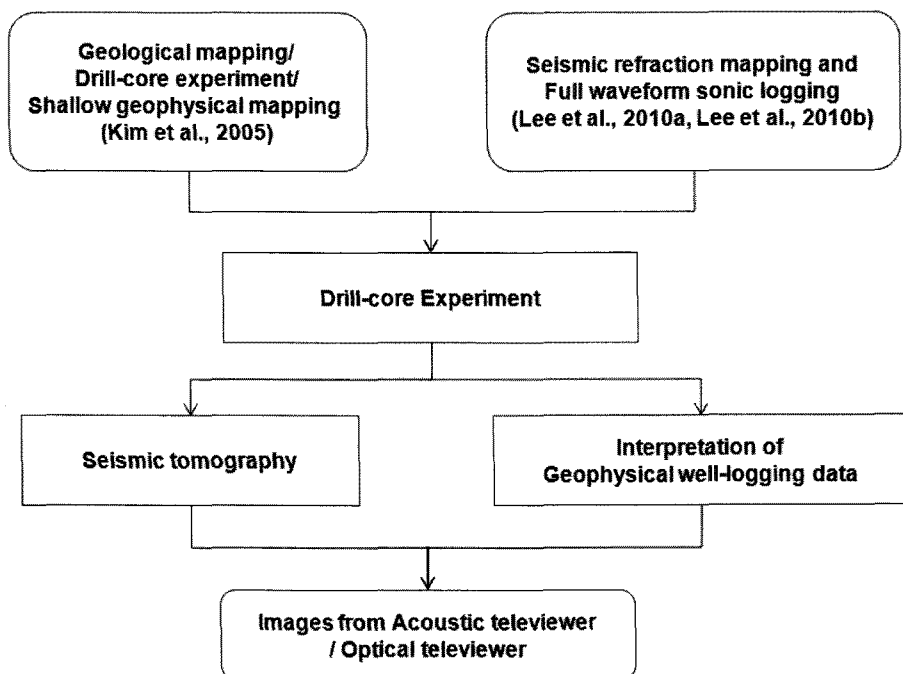 Geological mapping/
Drill-core experiment/
Shallow geophysical mapping
(Kim et al., 2005)
Seismic refraction mapping and
Full waveform sonic logging
(Lee et al., 2010a, Lee et al., 2010b)
Drill-core Experiment
Seismic tomography
Interpretation of
Geophysical well-logging data
Images from Acoustic televiewer
/ Optical televiewer